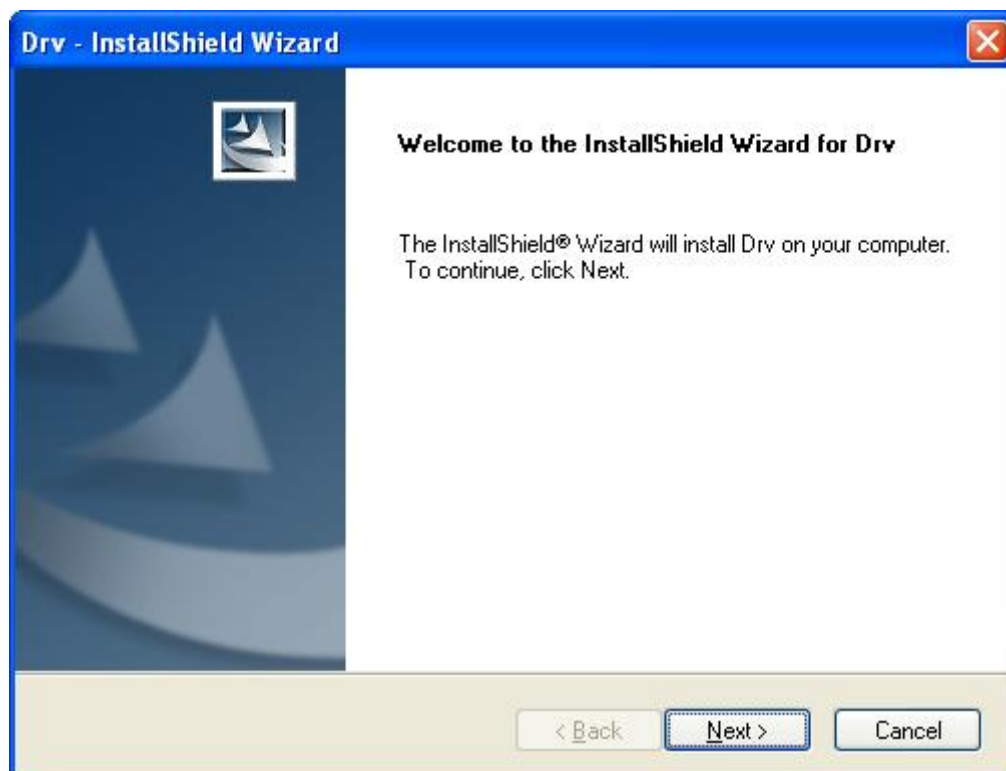 Drv - InstallShield Wizard
Welcome to the InstallShield Wizard for Drv
The InstallShield® Wizard will install Drv on your computer.
To continue, click Next.
< Back Next > Cancel